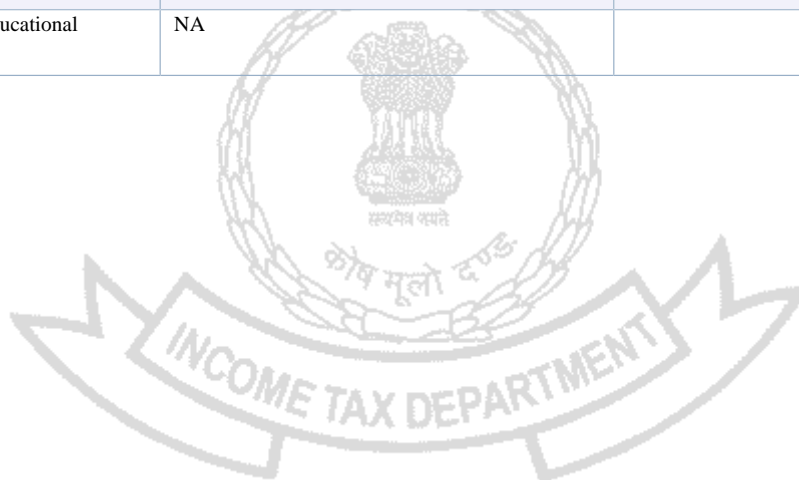 ucational NA
सत्यमेव जयते
कोष मूलो दण्ड
INCOME TAX DEPARTMENT